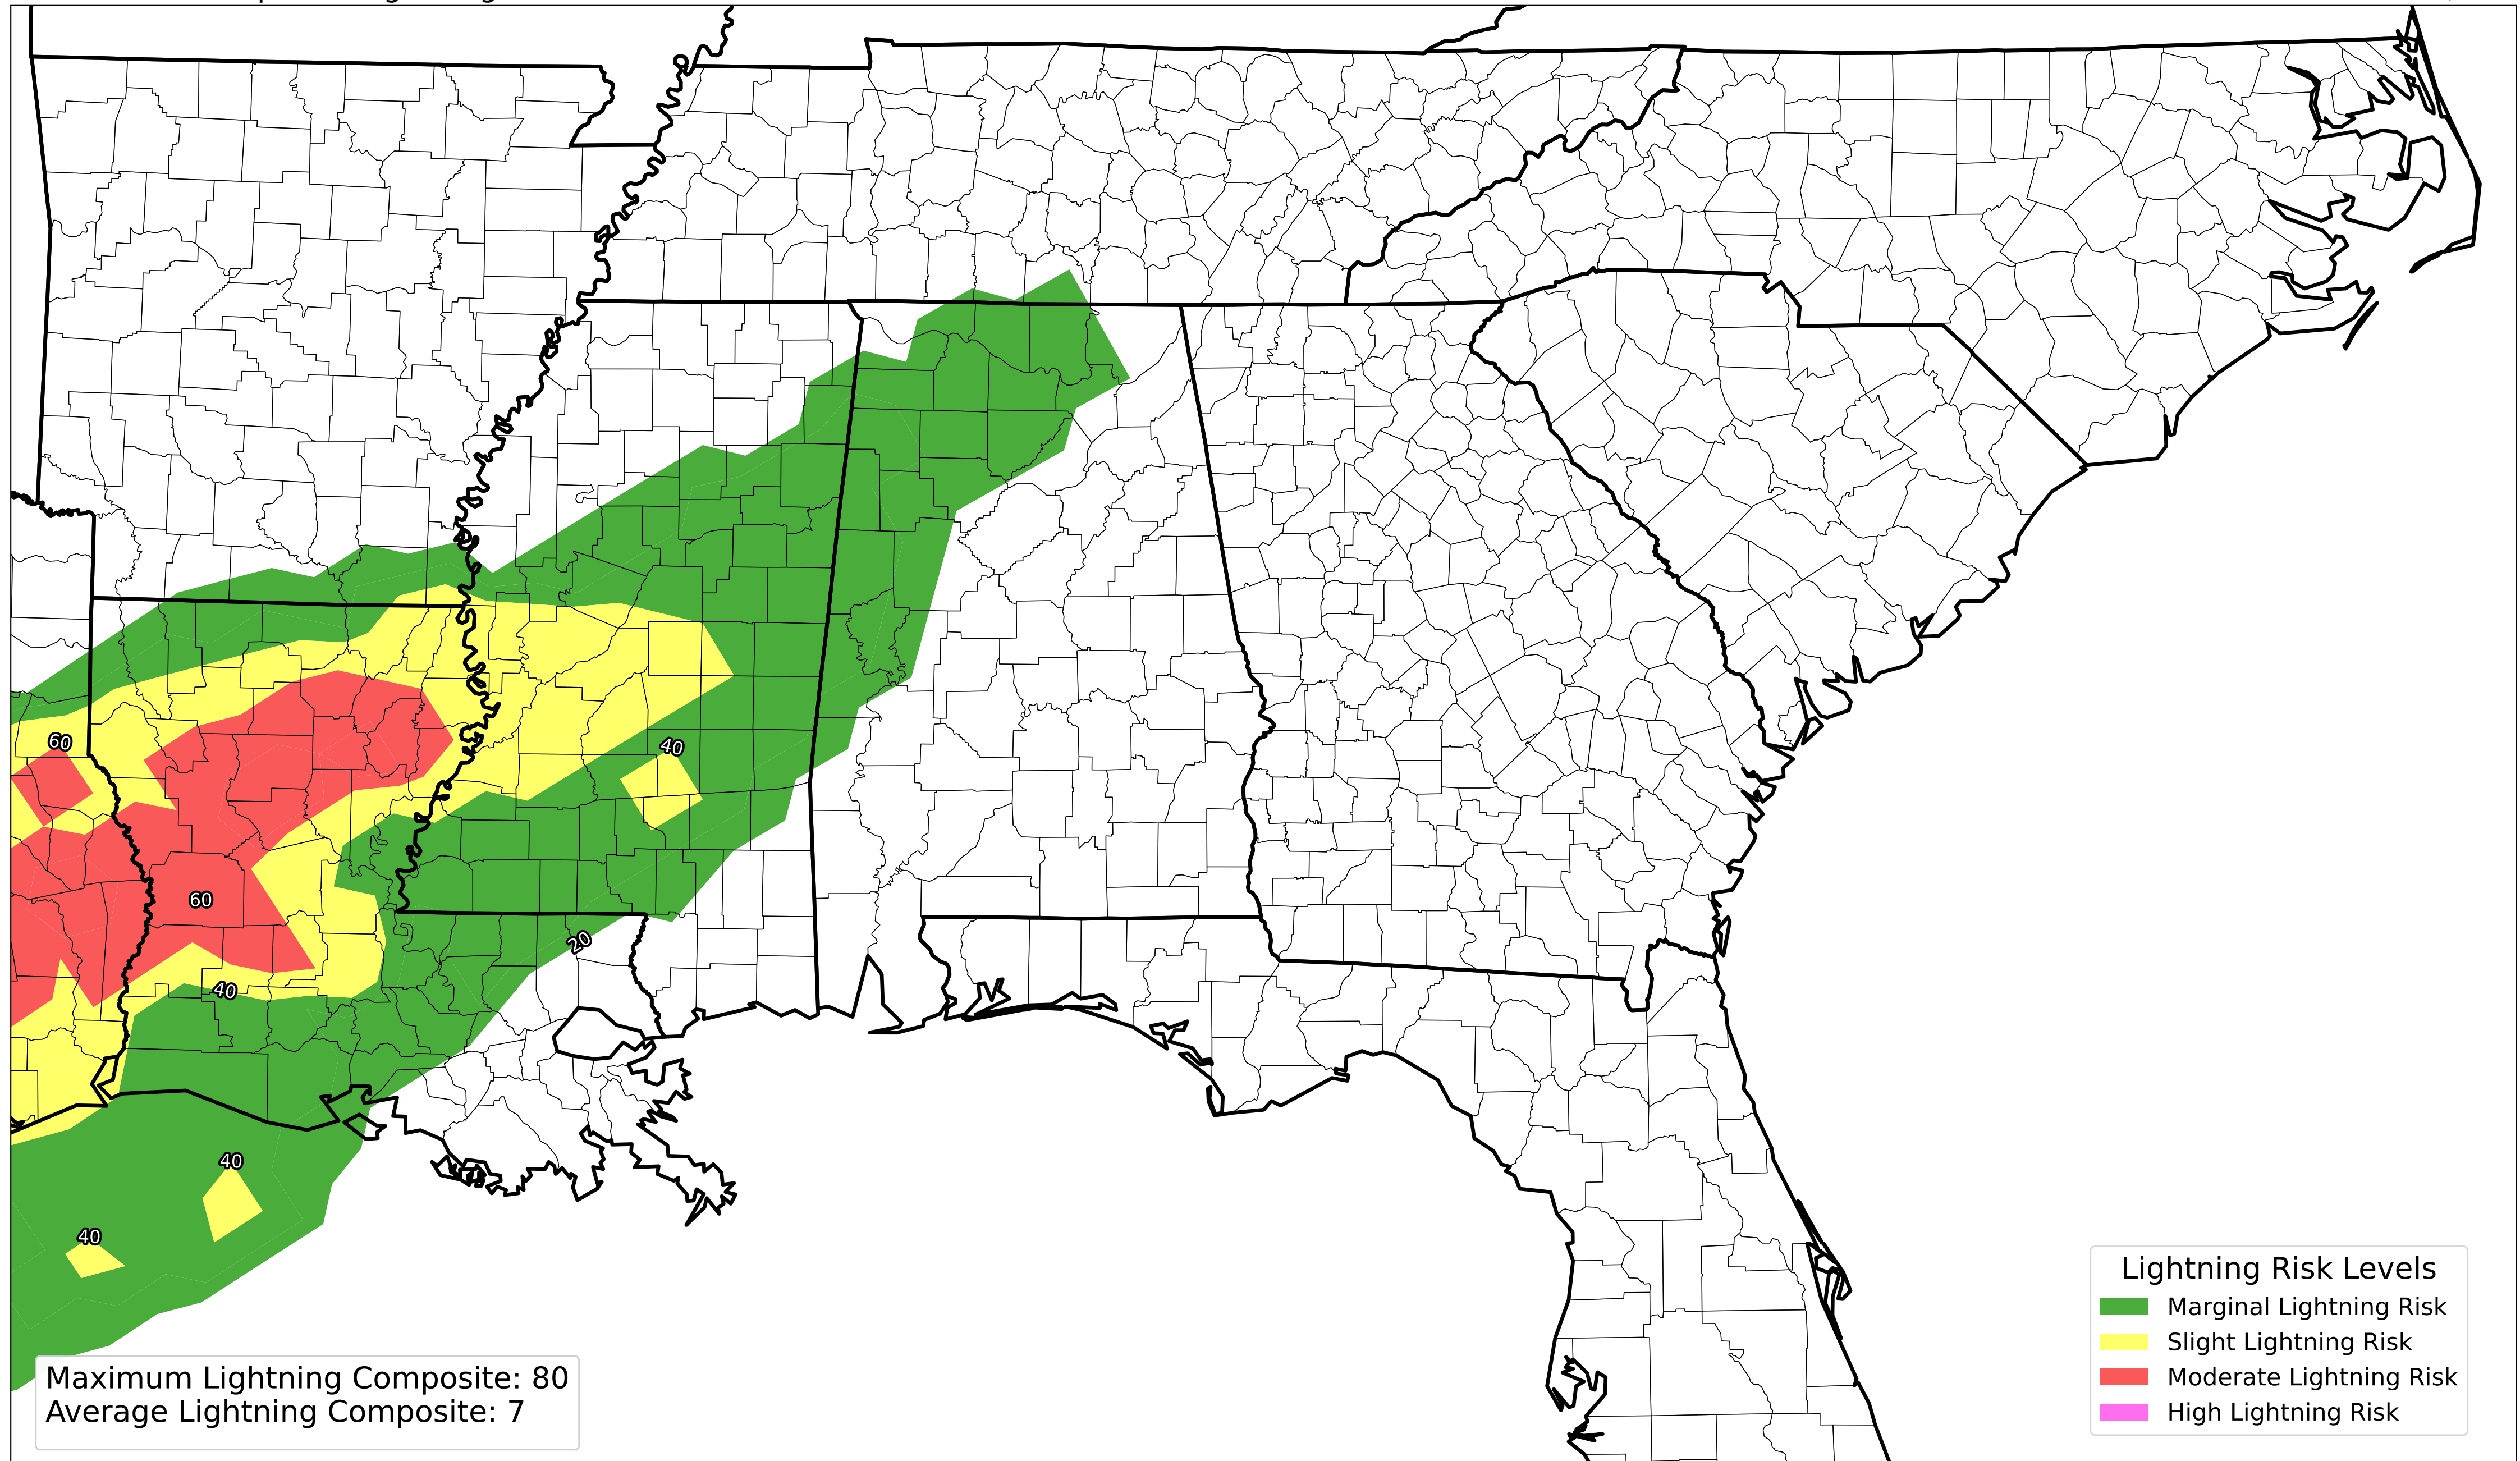 60
40
60
20
40
40
40
Lightning Risk Levels
Marginal Lightning Risk
Slight Lightning Risk
Moderate Lightning Risk
High Lightning Risk
Maximum Lightning Composite: 80
Average Lightning Composite: 7